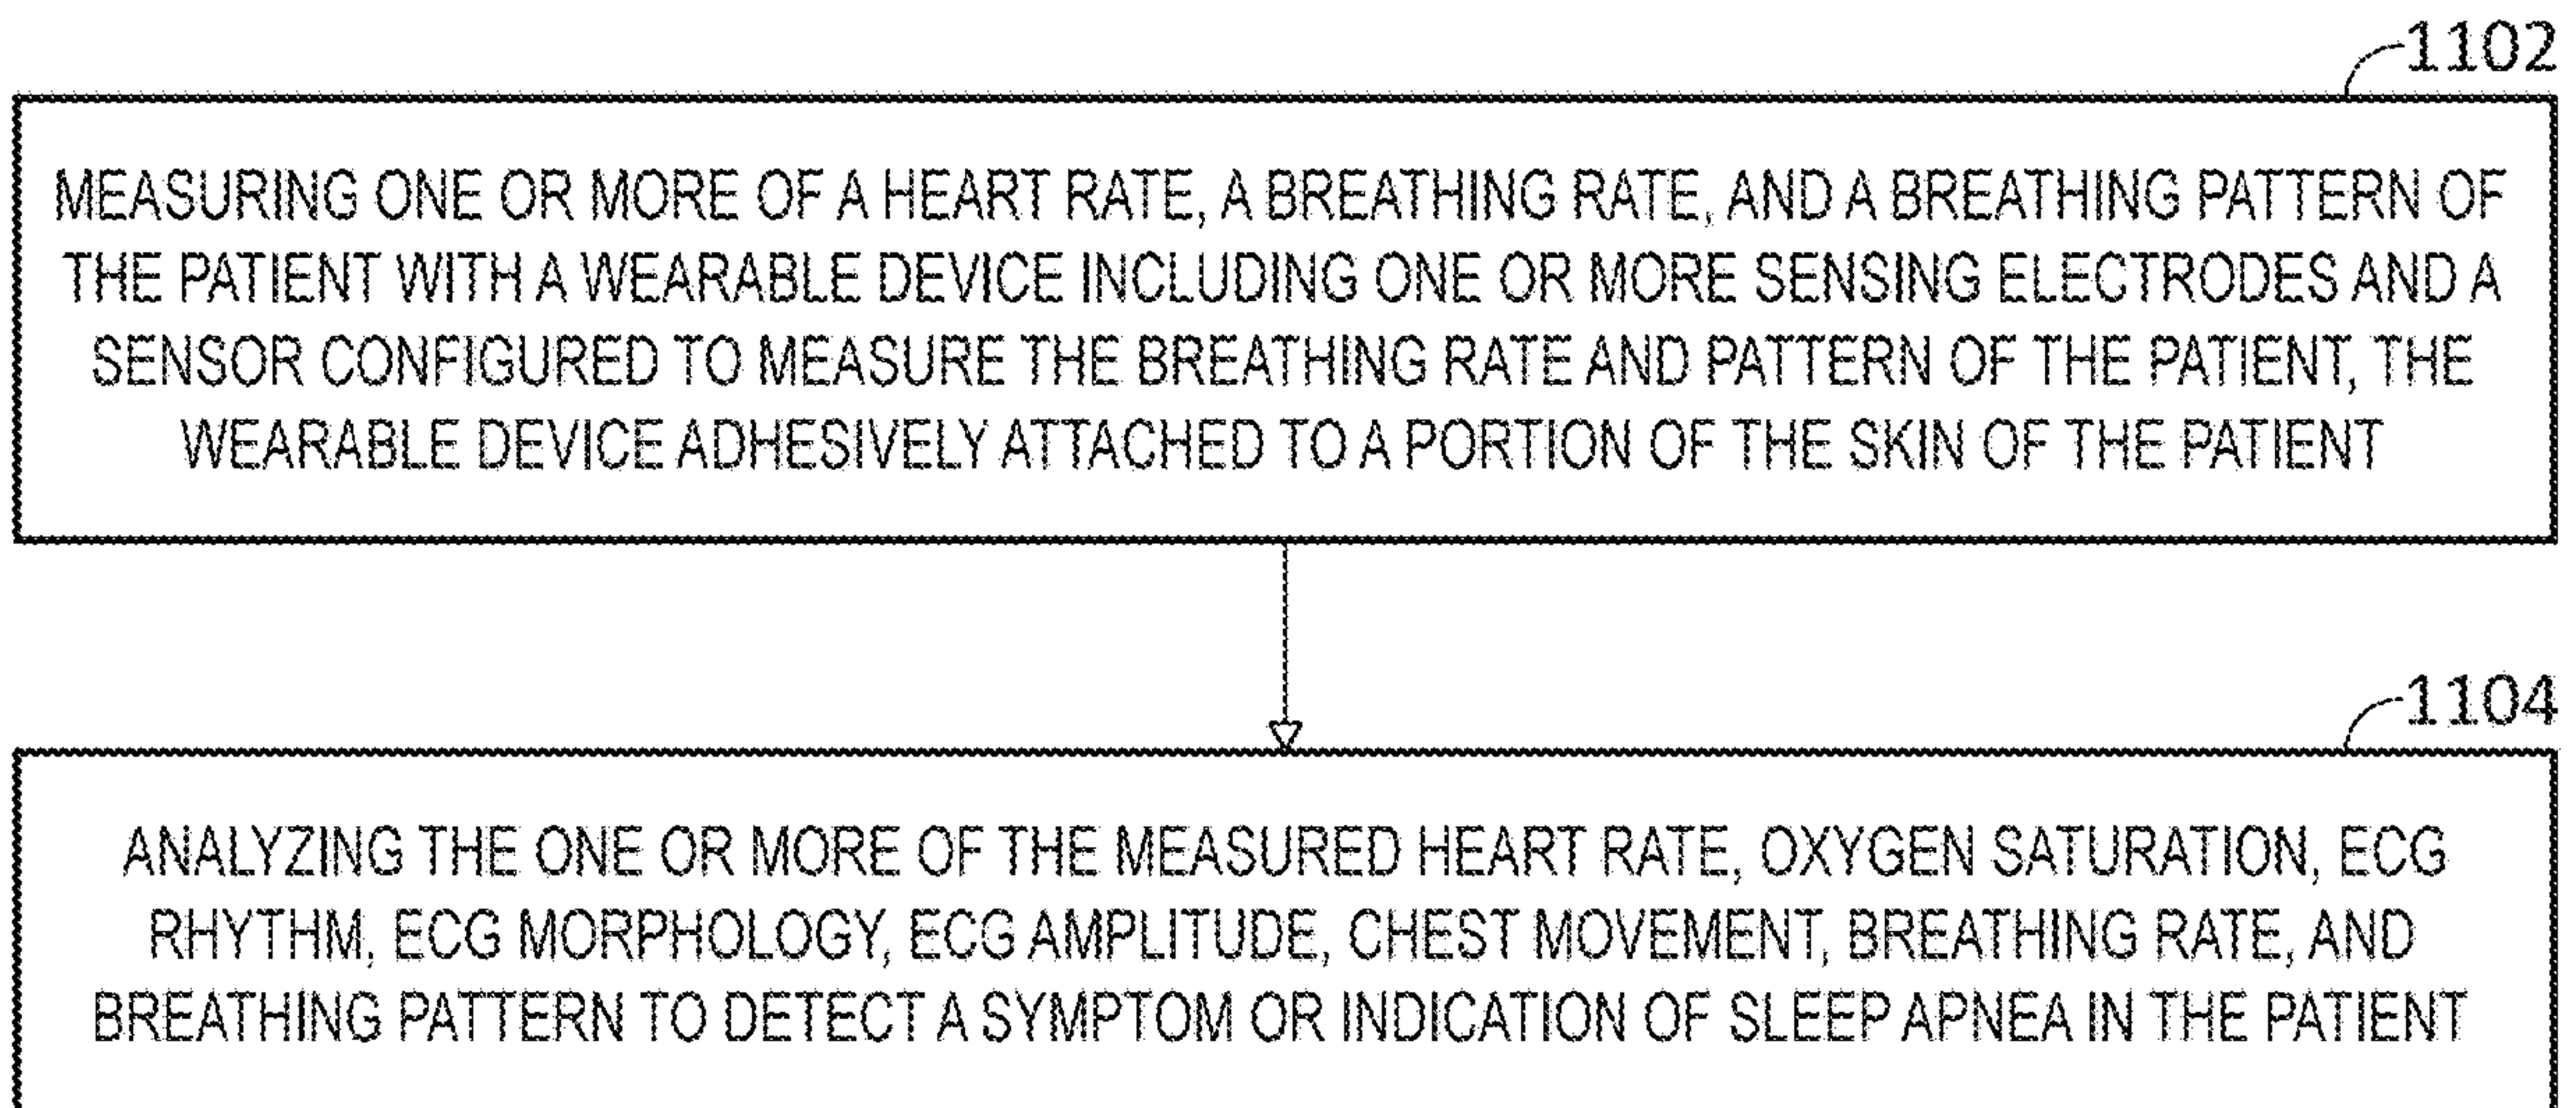 1102
MEASURING ONE OR MORE OF A HEART RATE, A BREATHING RATE, AND A BREATHING PATTERN OF
THE PATIENT WITH A WEARABLE DEVICE INCLUDING ONE OR MORE SENSING ELECTRODES AND A
SENSOR CONFIGURED TO MEASURE THE BREATHING RATE AND PATTERN OF THE PATIENT, THE
WEARABLE DEVICE ADHESIVELY ATTACHED TO A PORTION OF THE SKIN OF THE PATIENT
1104
ANALYZING THE ONE OR MORE OF THE MEASURED HEART RATE, OXYGEN SATURATION, ECG
RHYTHM, ECG MORPHOLOGY, ECG AMPLITUDE, CHEST MOVEMENT, BREATHING RATE, AND
BREATHING PATTERN TO DETECT A SYMPTOM OR INDICATION OF SLEEP APNEA IN THE PATIENT